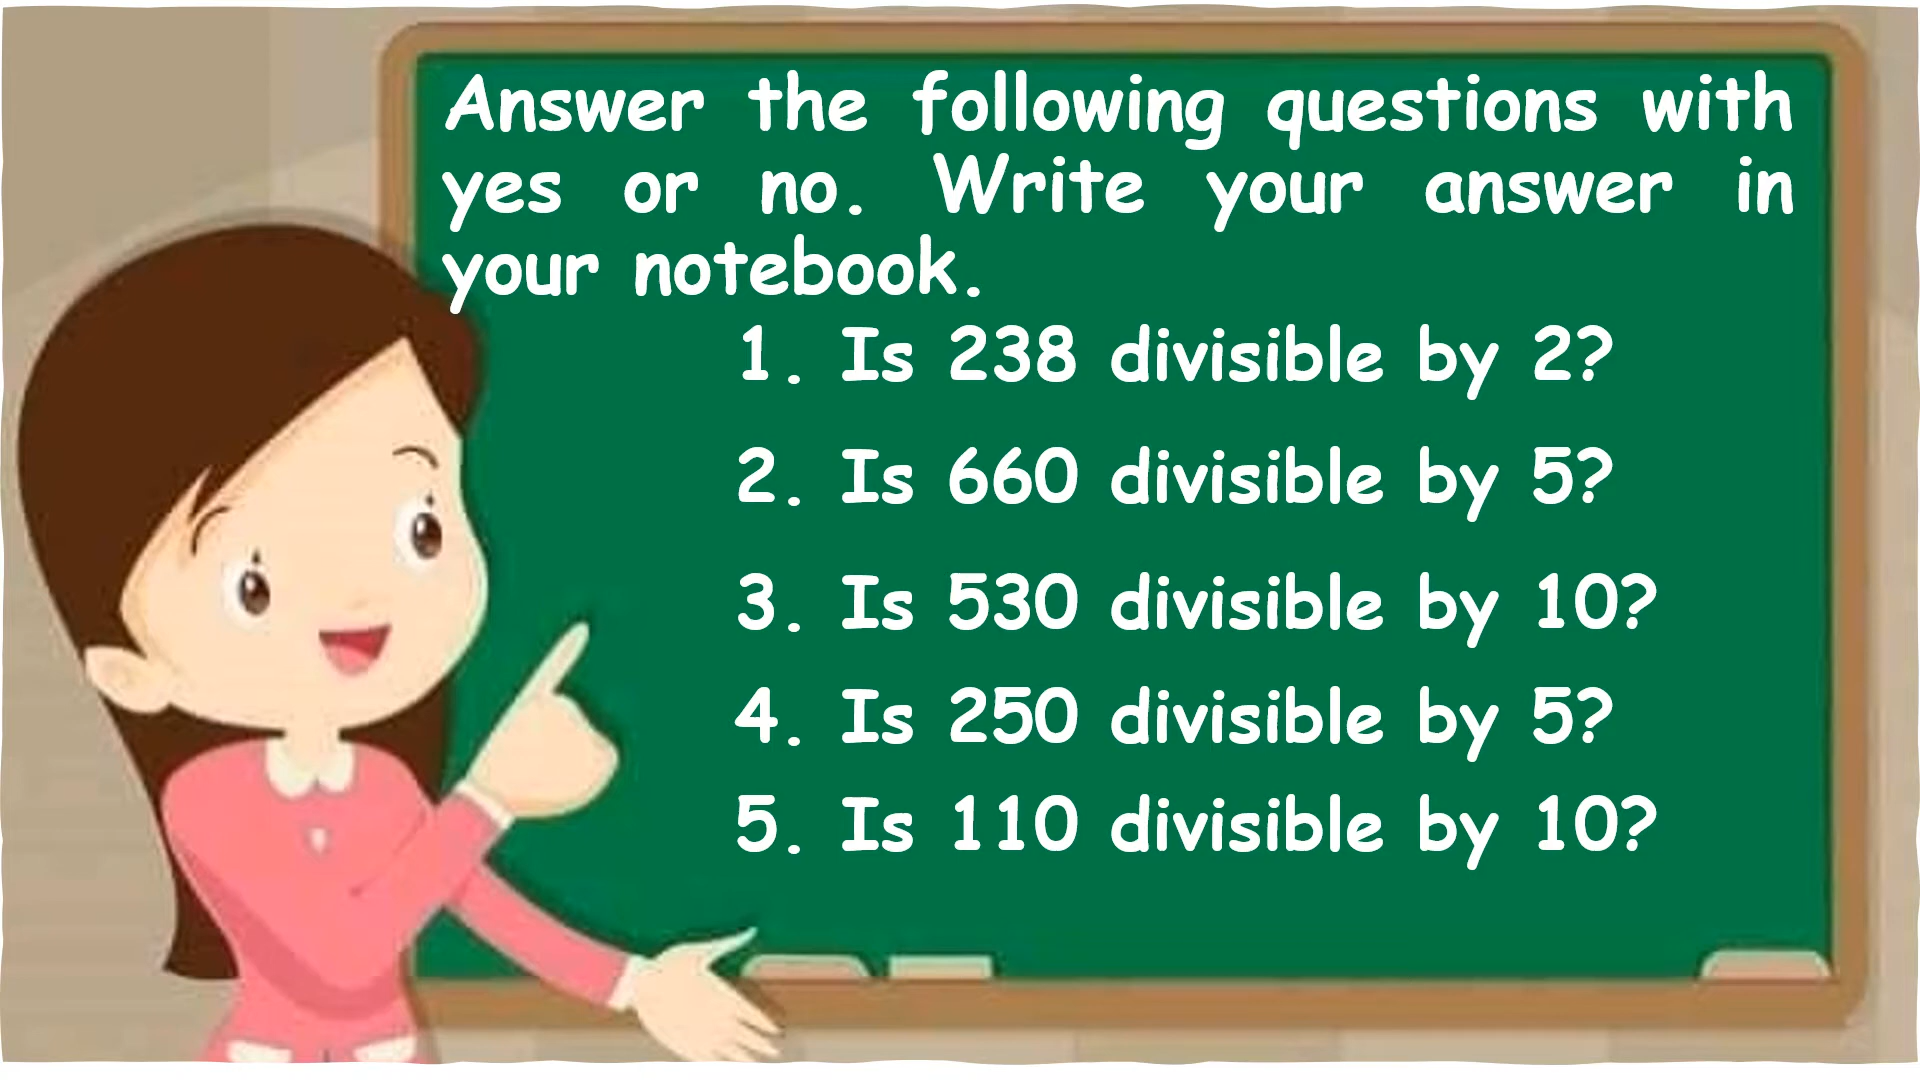 Answer the following questions with
yes or no. Write your answer in
your notebook.
1. Is 238 divisible by 2?
2. Is 660 divisible by 5?
3. Is 530 divisible by 10?
4. Is 250 divisible by 5?
5. Is 110 divisible by 10?